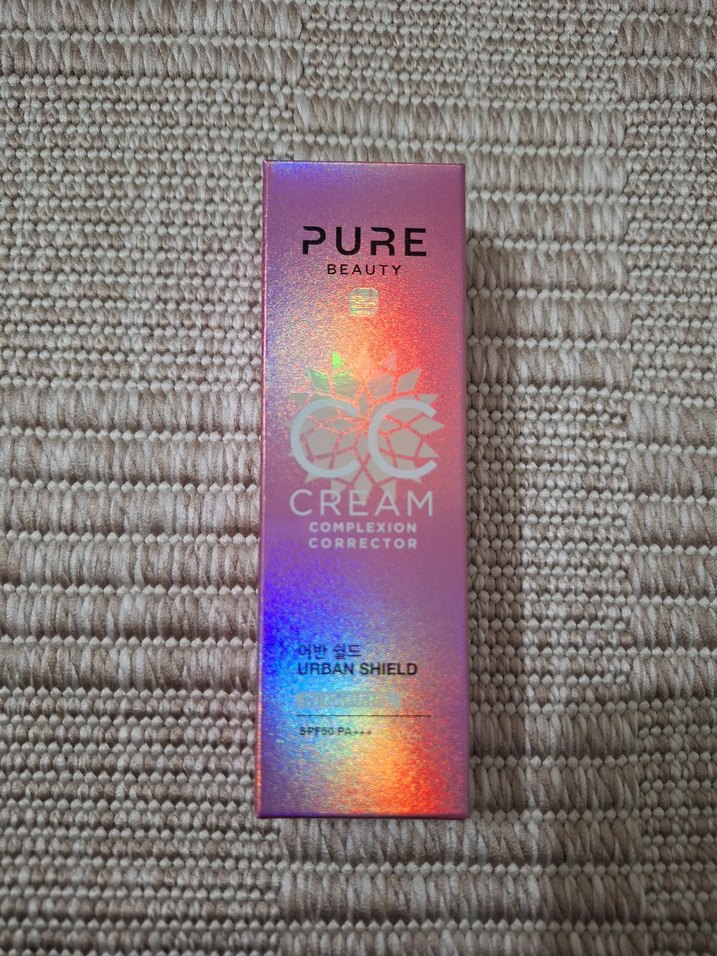 PURE
BEAUTY
CC
CREAM
COMPLEXION
CORRECTOR
어반 쉴드
URBAN SHIELD
SPF50 PA+++